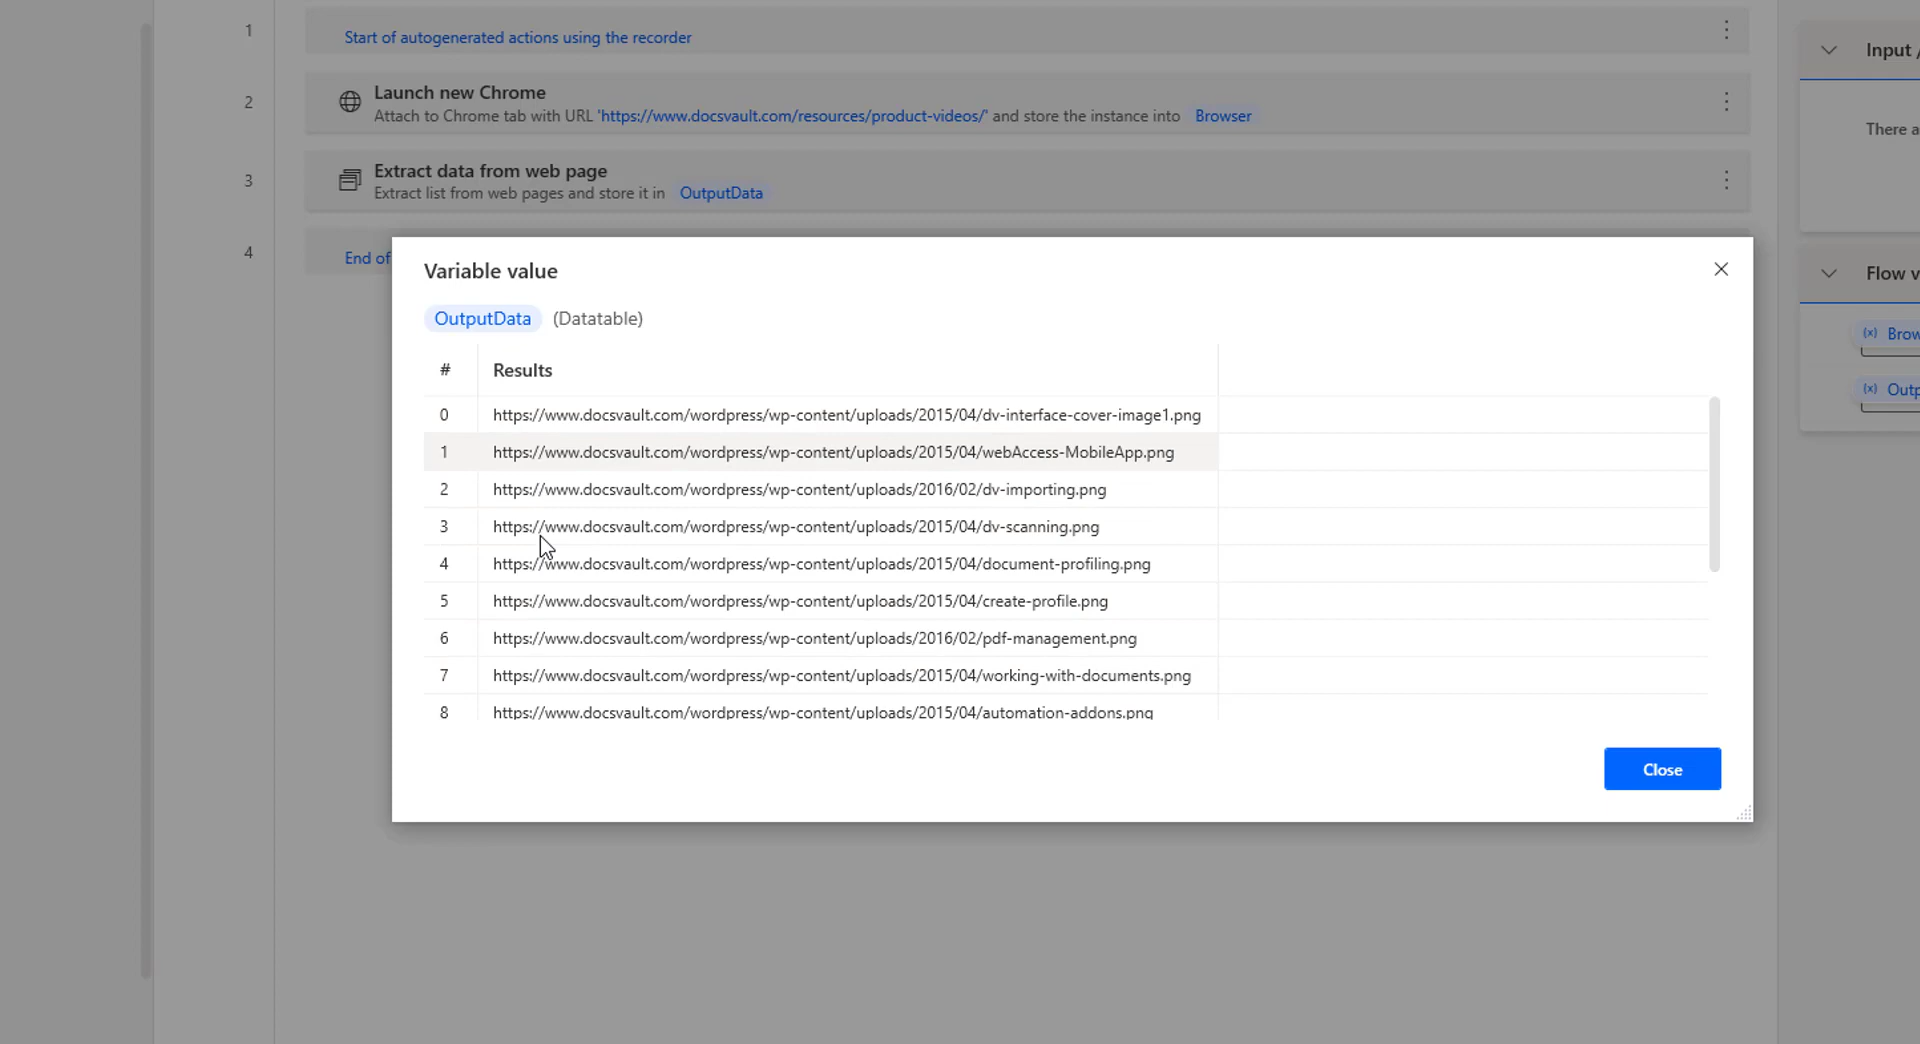 1
Start of autogenerated actions using the recorder
2
Launch new Chrome
Attach to Chrome tab with URL 'https://www.docsvault.com/resources/product-videos/' and store the instance into Browser
3
Extract data from web page
Extract list from web pages and store it in OutputData
4
End of
Variable value
OutputData (Datatable)
# Results
0 https://www.docsvault.com/wordpress/wp-content/uploads/2015/04/dv-interface-cover-image1.png
1 https://www.docsvault.com/wordpress/wp-content/uploads/2015/04/webAccess-MobileApp.png
2 https://www.docsvault.com/wordpress/wp-content/uploads/2016/02/dv-importing.png
3 https://www.docsvault.com/wordpress/wp-content/uploads/2015/04/dv-scanning.png
4 https://www.docsvault.com/wordpress/wp-content/uploads/2015/04/document-profiling.png
5 https://www.docsvault.com/wordpress/wp-content/uploads/2015/04/create-profile.png
6 https://www.docsvault.com/wordpress/wp-content/uploads/2016/02/pdf-management.png
7 https://www.docsvault.com/wordpress/wp-content/uploads/2015/04/working-with-documents.png
8 https://www.docsvault.com/wordpress/wp-content/uploads/2015/04/automation-addons.png
Close
Input /
There a
Flow v
(x) Brow
(x) Outp